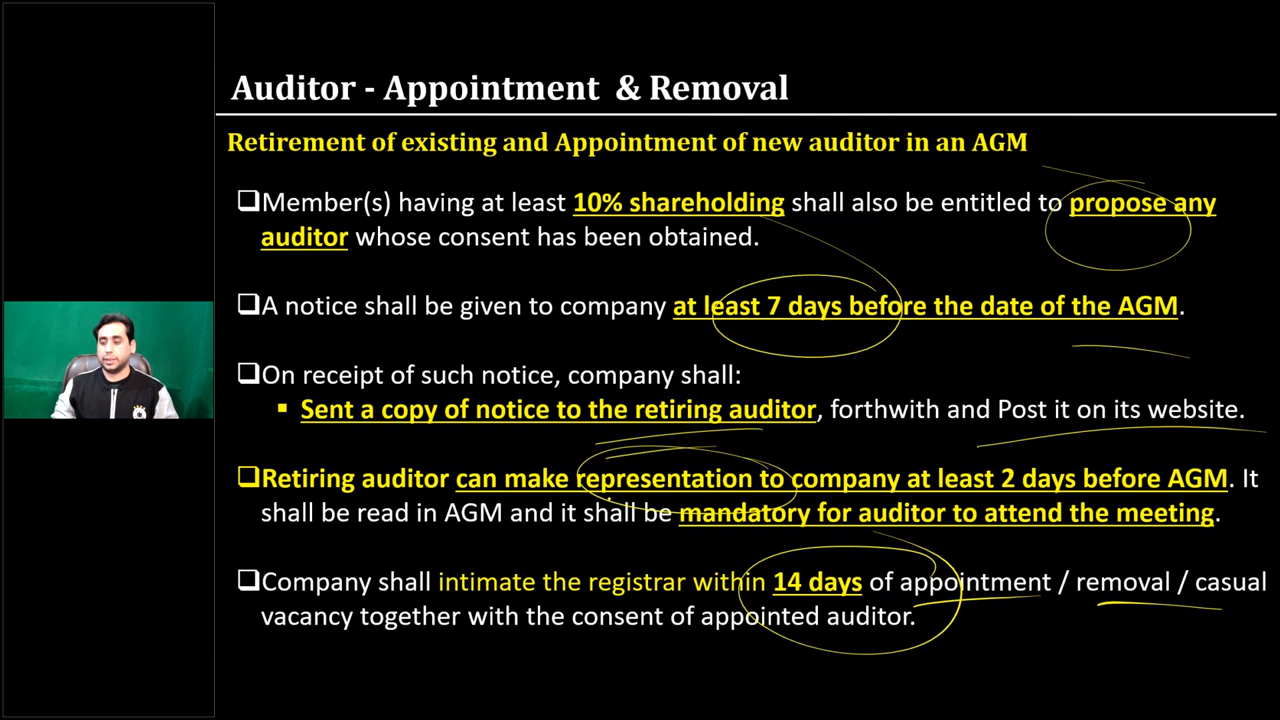 Auditor - Appointment & Removal
Retirement of existing and Appointment of new auditor in an AGM
Member(s) having at least 10% shareholding shall also be entitled to propose any
auditor whose consent has been obtained.
A notice shall be given to company at least 7 days before the date of the AGM.
On receipt of such notice, company shall:
Sent a copy of notice to the retiring auditor, forthwith and Post it on its website.
Retiring auditor can make representation to company at least 2 days before AGM. It
shall be read in AGM and it shall be mandatory for auditor to attend the meeting.
Company shall intimate the registrar within 14 days of appointment / removal / casual
vacancy together with the consent of appointed auditor.